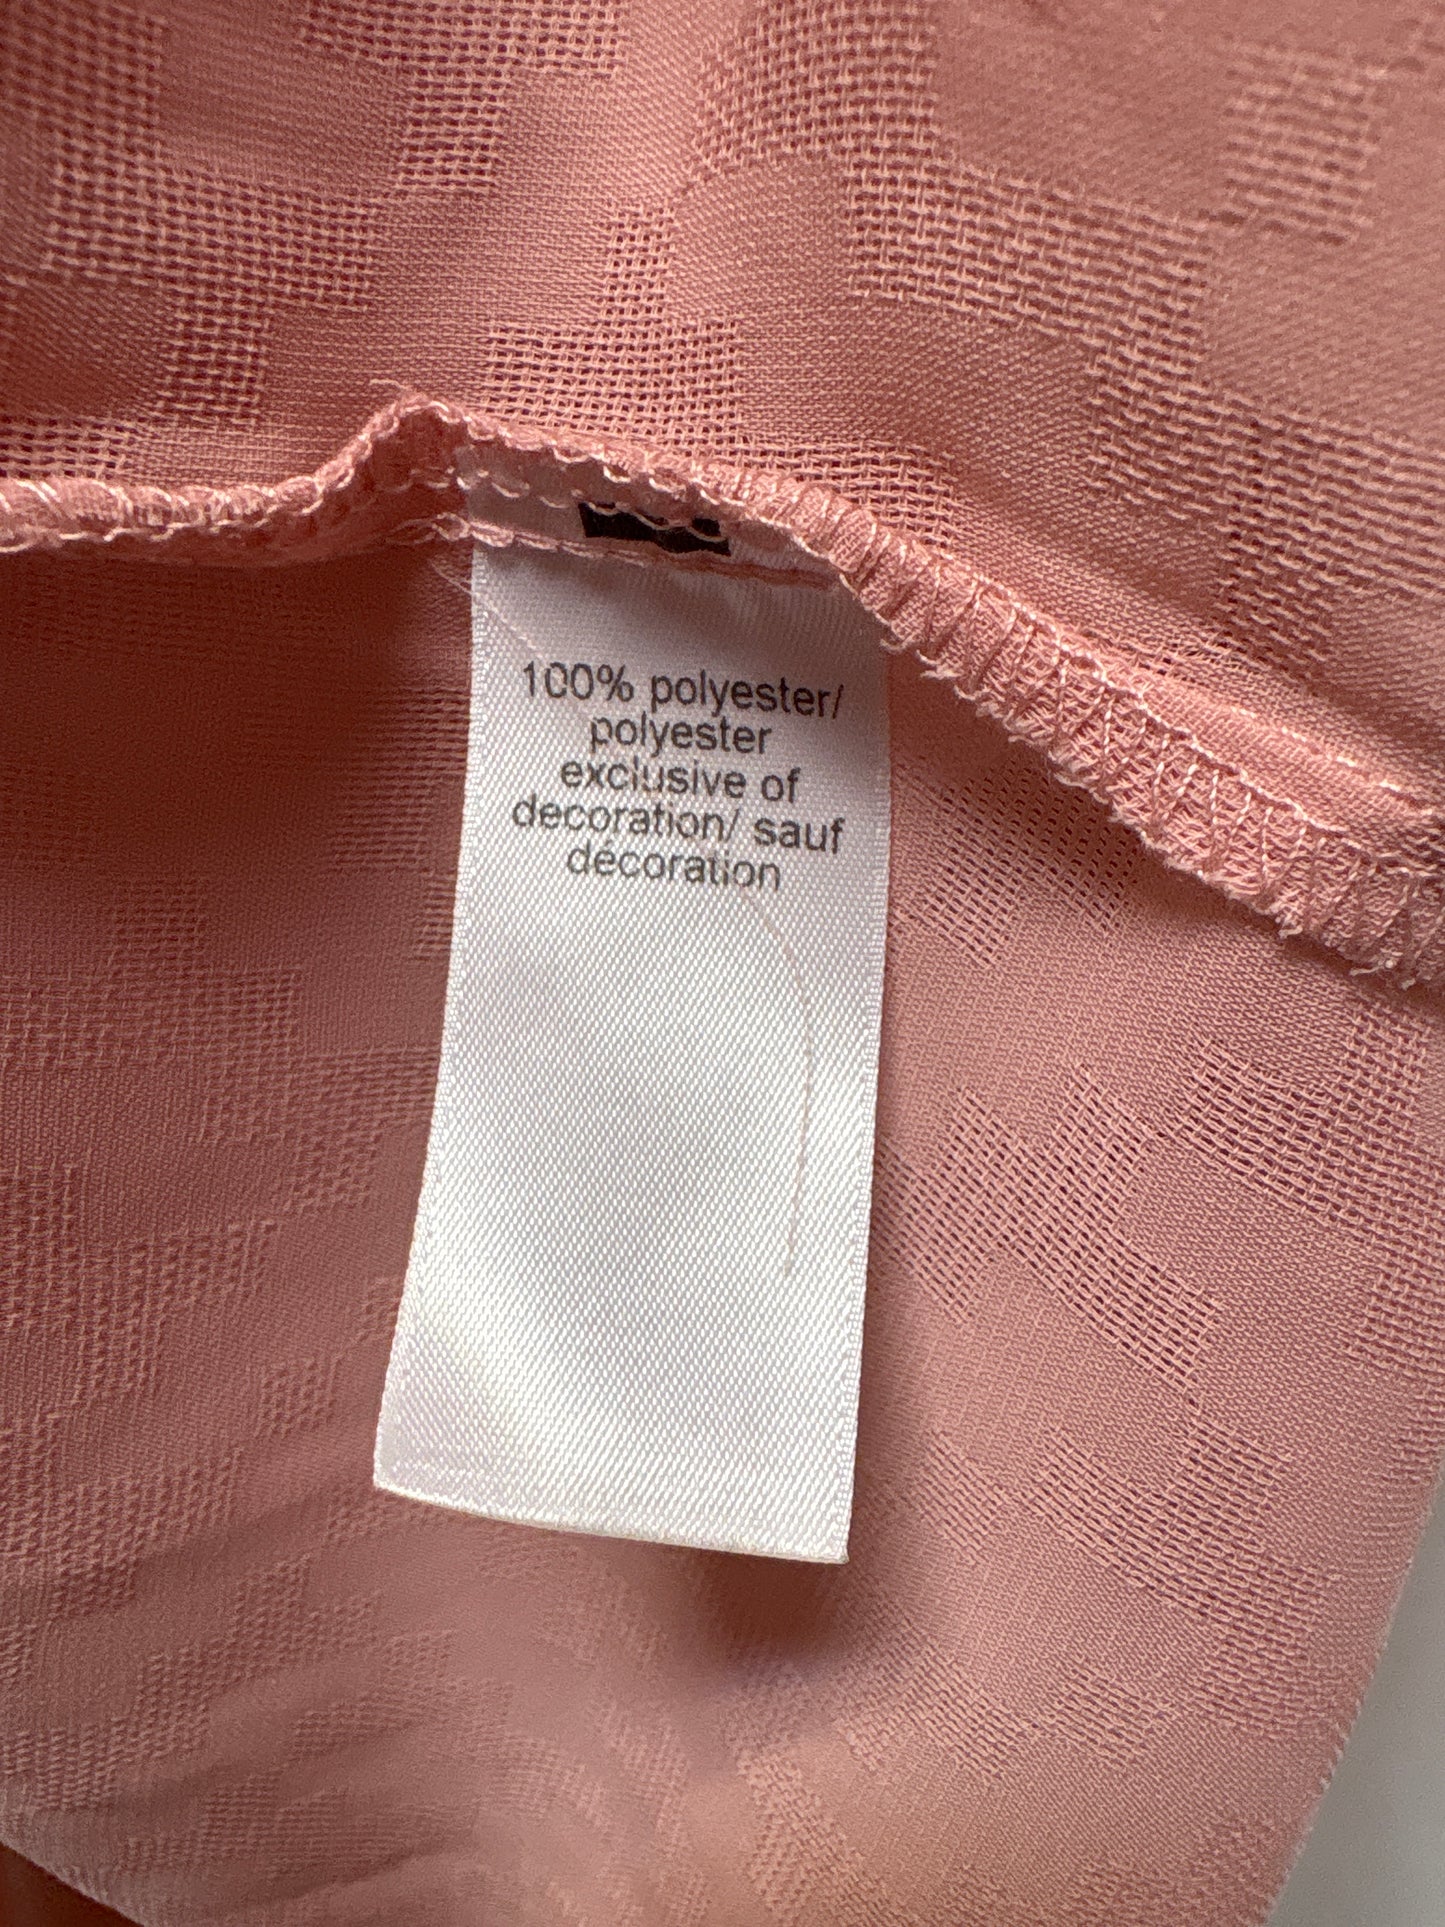 100% polyester/
polyester
exclusive of
decoration/ sauf
décoration